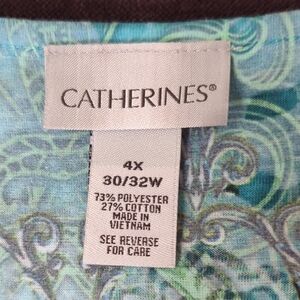 CATHERINES®
4X
30/32W
73% POLYESTER
27% COTTON
MADE IN
VIETNAM
SEE REVERSE
FOR CARE